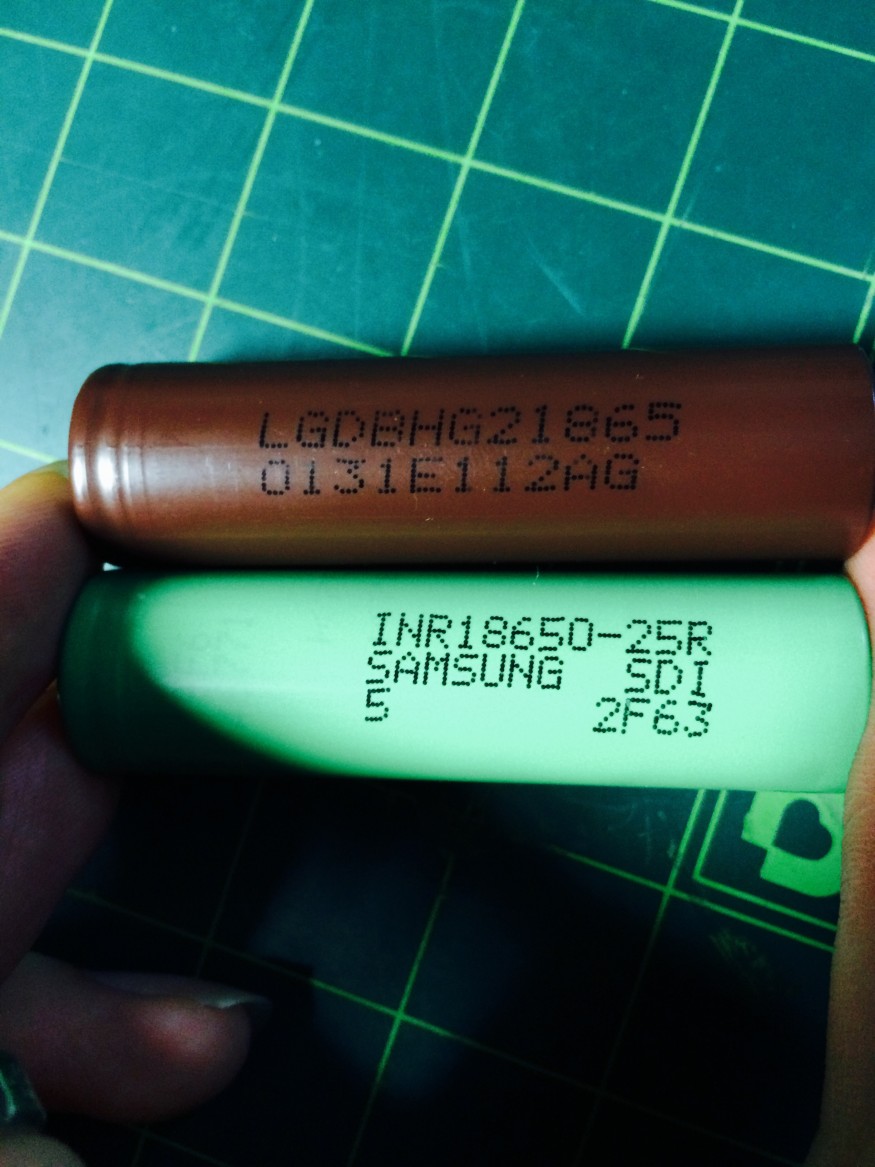 LGDBHG21865
0131E112AG
INR18650-25R
SAMSUNG SDI
5 2F63